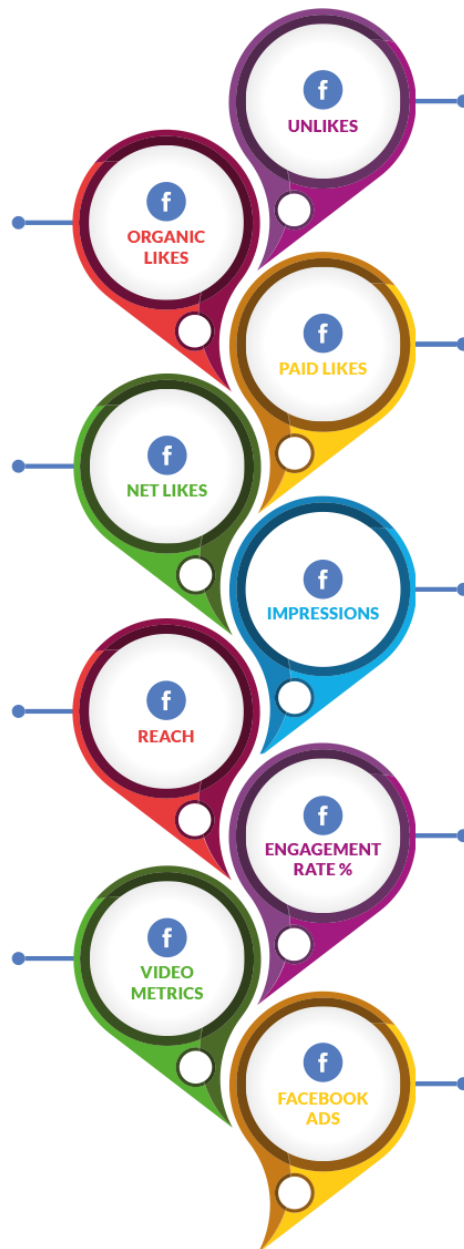 UNLIKES
ORGANIC
LIKES
PAID LIKES
NET LIKES
IMPRESSIONS
REACH
ENGAGEMENT
RATE %
VIDEO
METRICS
FACEBOOK
ADS